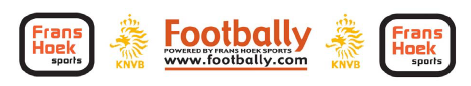 Frans
Hoek
sports
KNVB
Footbally
POWERED BY FRANS HOEK SPORTS
www.footbally.com
KNVB
Frans
Hoek
sports